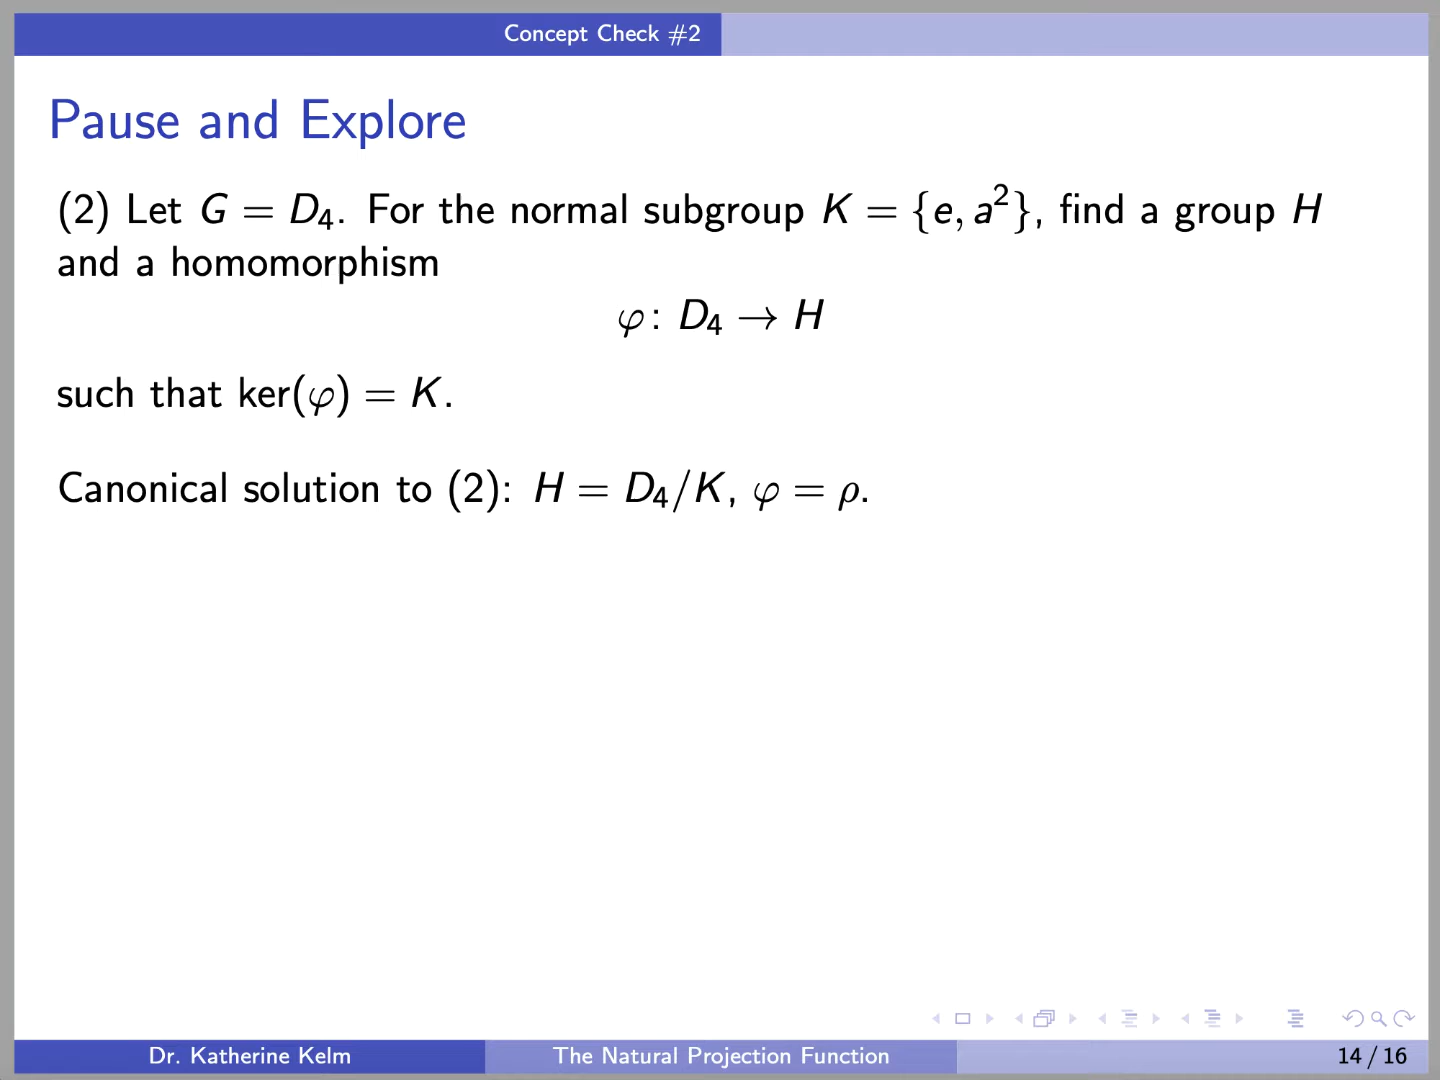 Concept Check #2
Pause and Explore
(2) Let G = D₄. For the normal subgroup K = {e, a²}, find a group H
and a homomorphism
φ: D₄ → H
such that ker(φ) = K.
Canonical solution to (2): H = D₄/K, φ = ρ.
Dr. Katherine Kelm
The Natural Projection Function
14 / 16